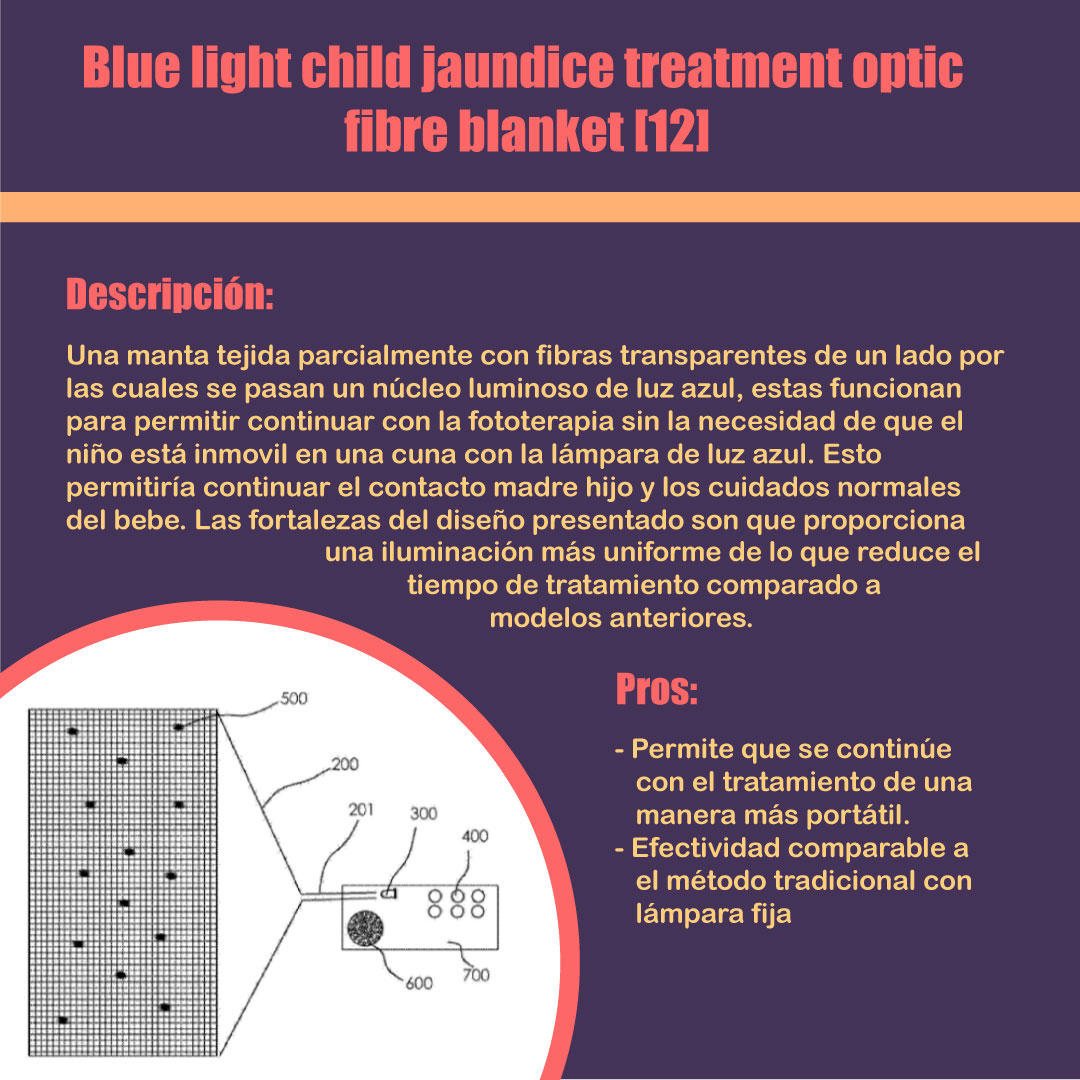 Blue light child jaundice treatment optic
fibre blanket [12]
Descripción:
Una manta tejida parcialmente con fibras transparentes de un lado por
las cuales se pasan un núcleo luminoso de luz azul, estas funcionan
para permitir continuar con la fototerapia sin la necesidad de que el
niño está inmovil en una cuna con la lámpara de luz azul. Esto
permitiría continuar el contacto madre hijo y los cuidados normales
del bebe. Las fortalezas del diseño presentado son que proporciona
una iluminación más uniforme de lo que reduce el
tiempo de tratamiento comparado a
modelos anteriores.
Pros:
- Permite que se continúe
con el tratamiento de una
manera más portátil.
- Efectividad comparable a
el método tradicional con
lámpara fija
500
200
201
300
400
600
700